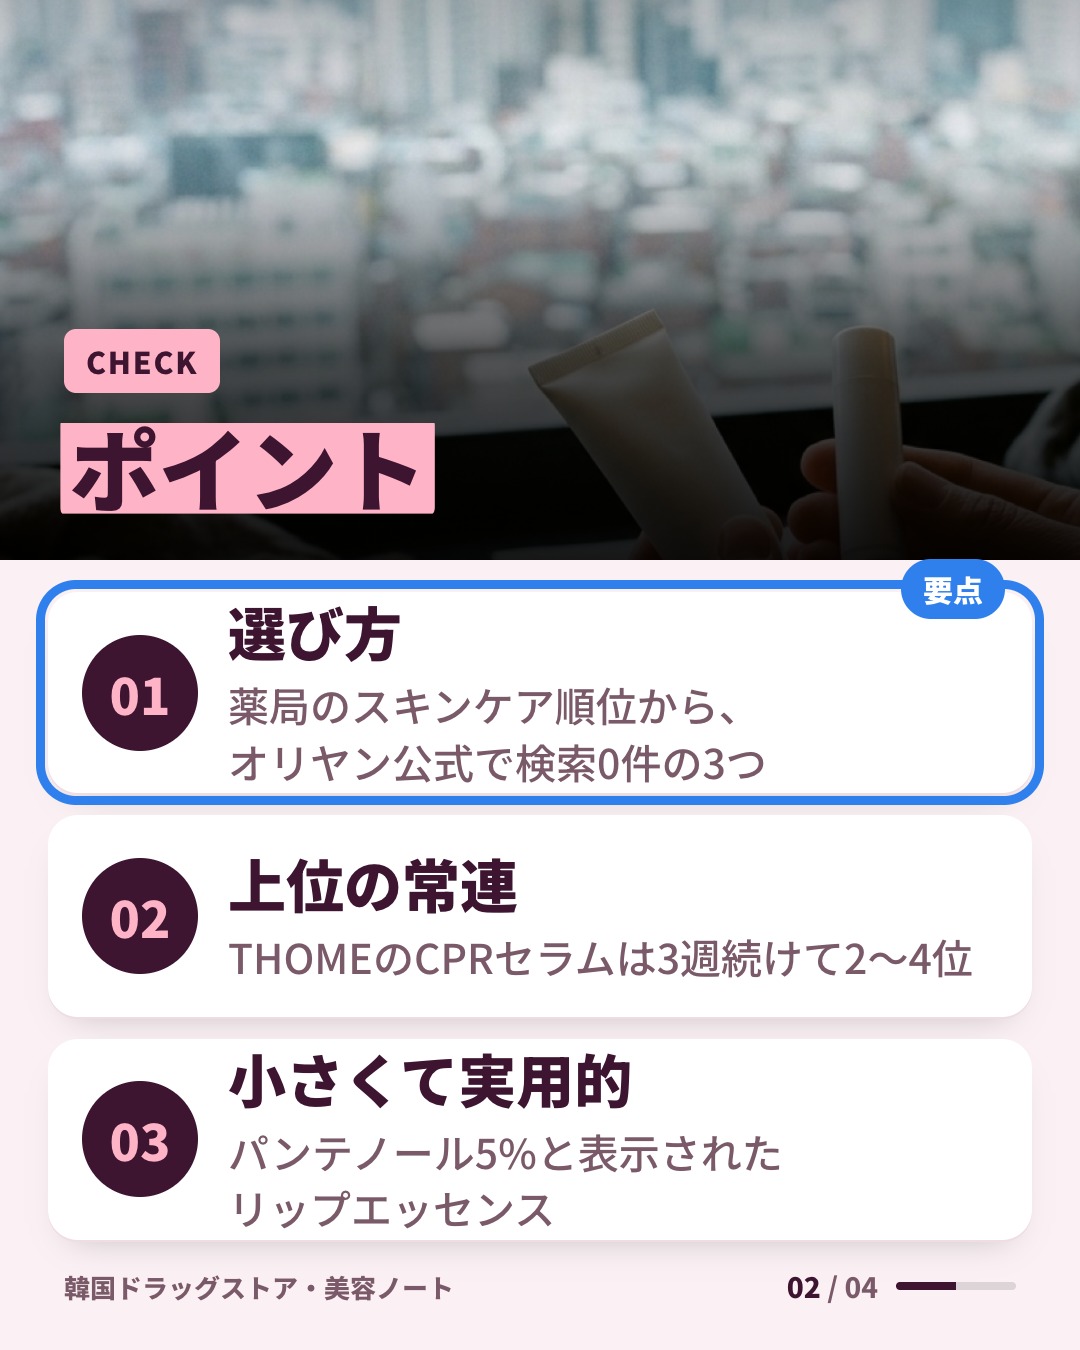 CHECK
ポイント
要点
01
選び方
薬局のスキンケア順位から、
オリヤン公式で検索0件の3つ
02
上位の常連
THOMEのCPRセラムは3週続けて2〜4位
03
小さくて実用的
パンテノール5%と表示された
リップエッセンス
韓国ドラッグストア・美容ノート
02 / 04